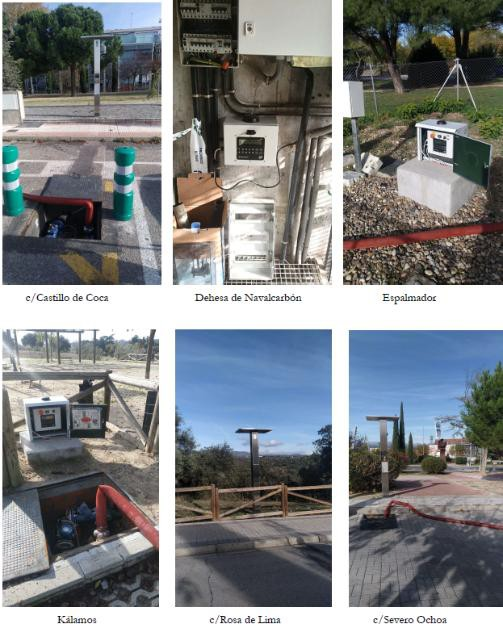 c/Castillo de Coca
Dehesa de Navalcarbón
Espalmador
Kálamos
c/Rosa de Lima
c/Severo Ochoa